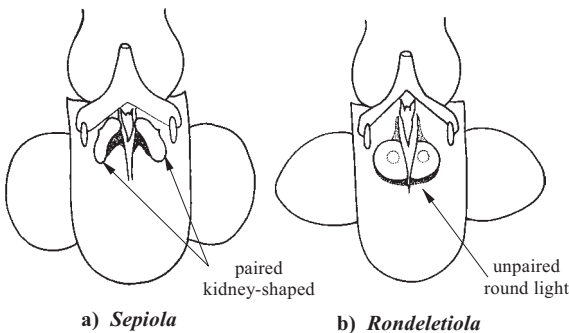 paired
kidney-shaped
unpaired
round light
a) Sepiola
b) Rondeletiola